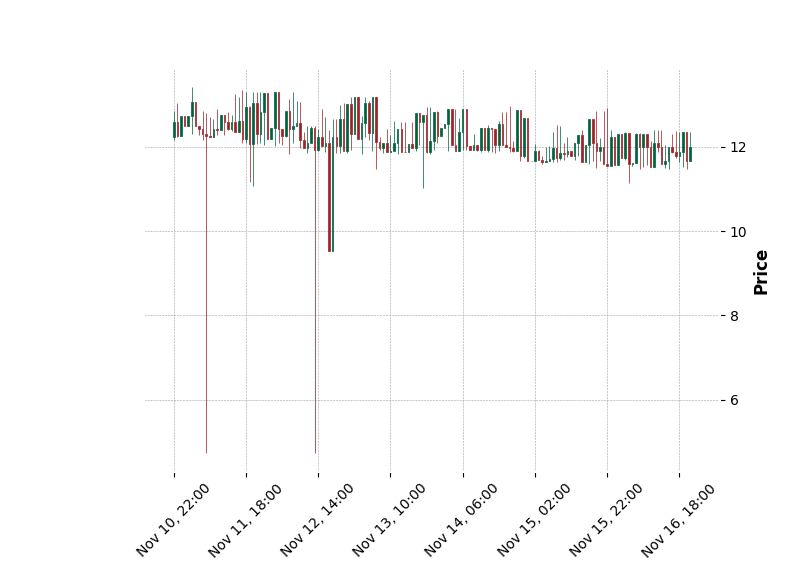 12
10
8
6
Price
Nov 10, 22:00
Nov 11, 18:00
Nov 12, 14:00
Nov 13, 10:00
Nov 14, 06:00
Nov 15, 02:00
Nov 15, 22:00
Nov 16, 18:00